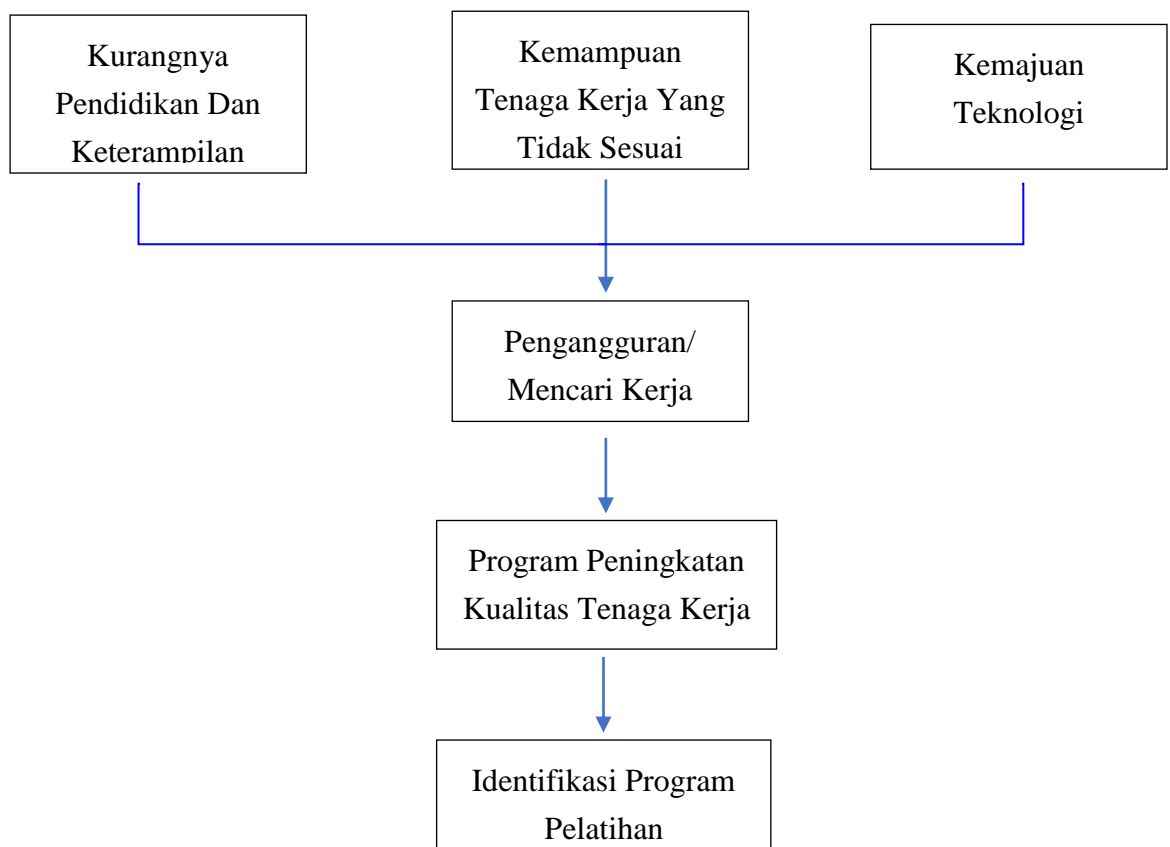 Kurangnya
Pendidikan Dan
Keterampilan
Kemampuan
Tenaga Kerja Yang
Tidak Sesuai
Kemajuan
Teknologi
Pengangguran/
Mencari Kerja
Program Peningkatan
Kualitas Tenaga Kerja
Identifikasi Program
Pelatihan